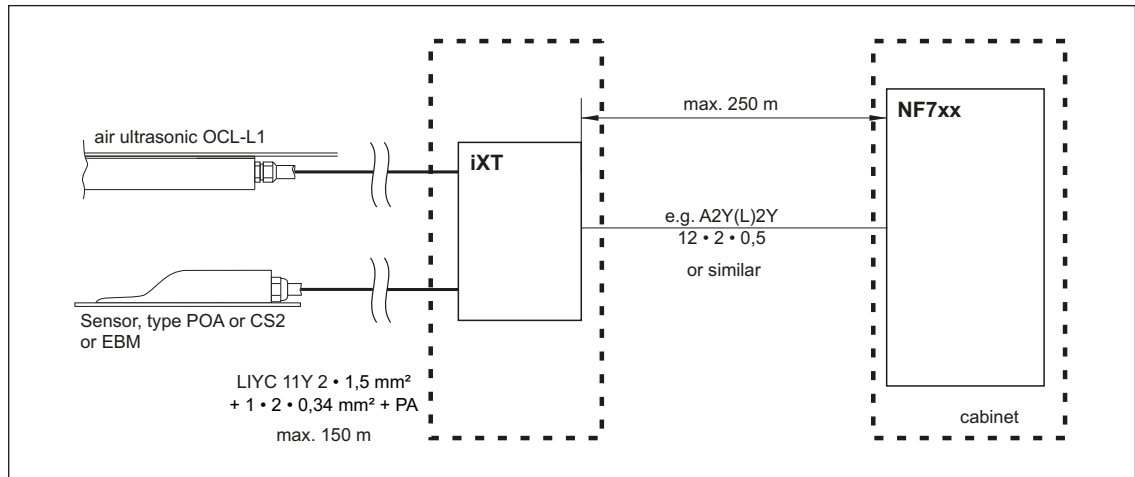 air ultrasonic OCL-L1
Sensor, type POA or CS2
or EBM
LIYC 11Y 2 • 1,5 mm²
+ 1 • 2 • 0,34 mm² + PA
max. 150 m
iXT
max. 250 m
e.g. A2Y(L)2Y
12 • 2 • 0,5
or similar
NF7xx
cabinet